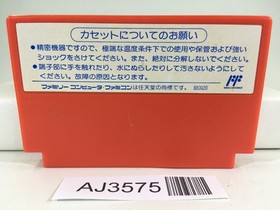 カセットについてのお願い
●精密機器ですので、極端な温度条件下での使用や保管および強い
ショックをさけてください。また、絶対に分解しないでください。
●端子部に手を触れたり、水にぬらしたりして汚さないようにして
ください。故障の原因となります。
ファミリーコンピュータ・ファミコンは任天堂の商標です。
AJ3575